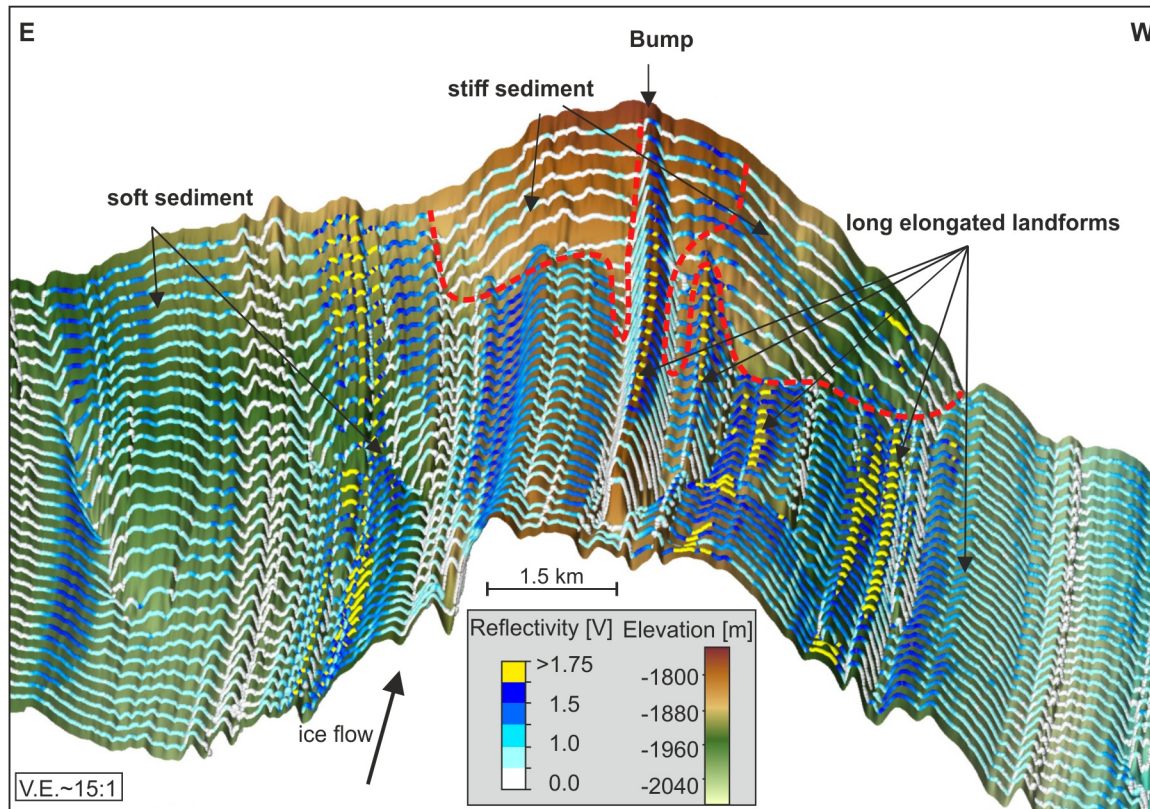 E
W
Bump
stiff sediment
soft sediment
long elongated landforms
1.5 km
Reflectivity [V]
>1.75
1.5
1.0
0.0
Elevation [m]
-1800
-1880
-1960
-2040
ice flow
V.E.~15:1